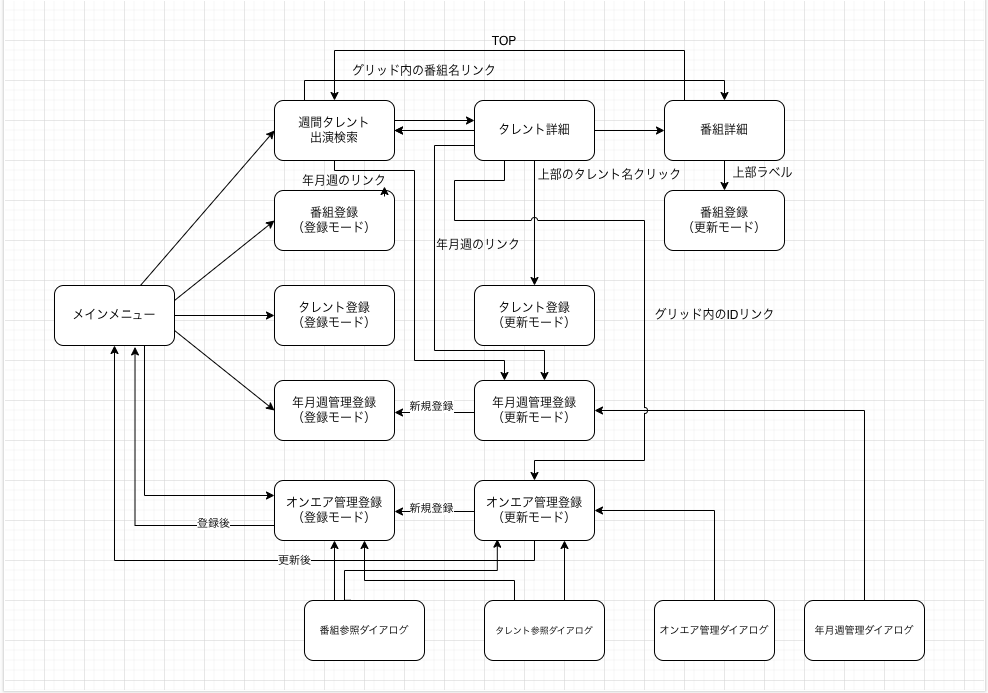 TOP
グリッド内の番組名リンク
週間タレント
出演検索
タレント詳細
番組詳細
年月週のリンク
上部のタレント名クリック
上部ラベル
番組登録
（登録モード）
番組登録
（更新モード）
年月週のリンク
メインメニュー
タレント登録
（登録モード）
タレント登録
（更新モード）
グリッド内のIDリンク
年月週管理登録
（登録モード）
新規登録
年月週管理登録
（更新モード）
オンエア管理登録
（登録モード）
新規登録
オンエア管理登録
（更新モード）
登録後
更新後
番組参照ダイアログ
タレント参照ダイアログ
オンエア管理ダイアログ
年月週管理ダイアログ